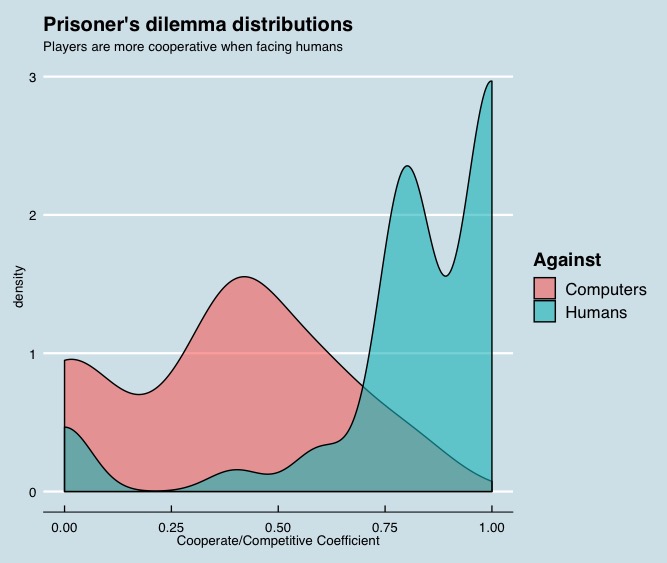 Prisoner's dilemma distributions
Players are more cooperative when facing humans
3
2
1
0
density
0.00 0.25 0.50 0.75 1.00
Cooperate/Competitive Coefficient
Against
Computers
Humans